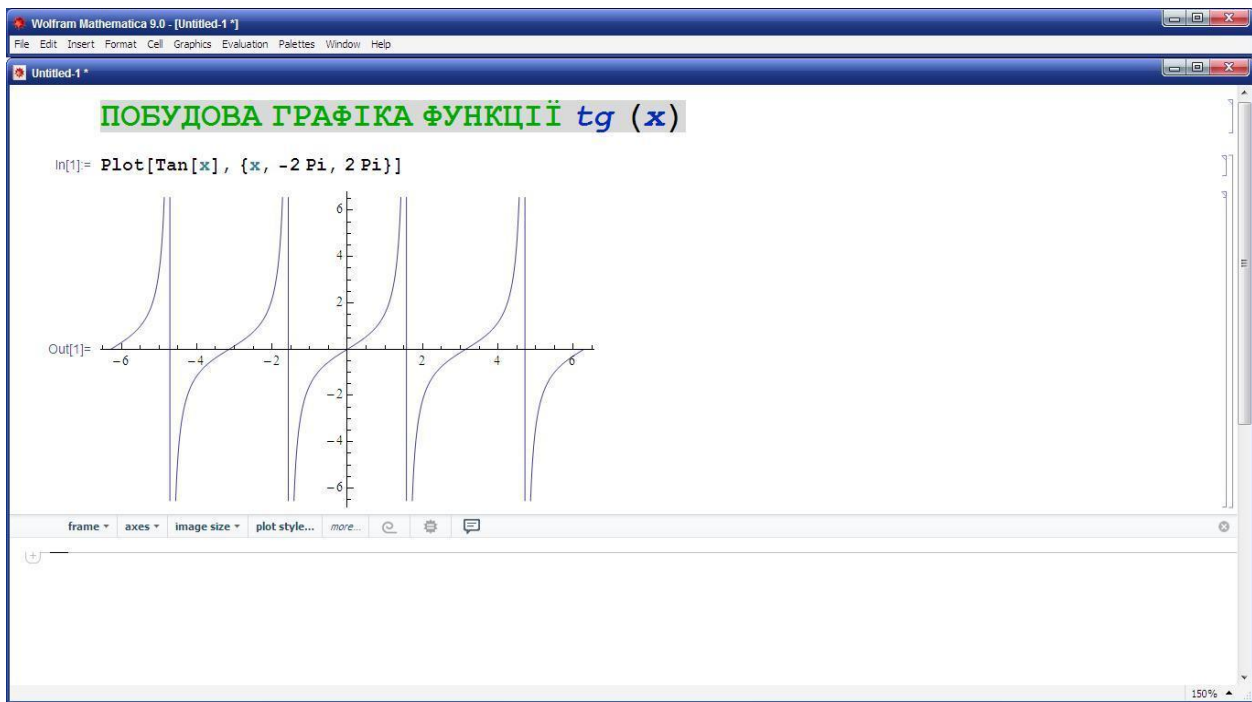 Wolfram Mathematica 9.0 - [Untitled-1 *]
File Edit Insert Format Cell Graphics Evaluation Palettes Window Help
Untitled-1 *
ПОБУДОВА ГРАФІКА ФУНКЦІЇ tg (x)
In[1]:= Plot[Tan[x], {x, -2 Pi, 2 Pi}]
6
4
2
Out[1]=
-6 -4 -2 2 4 6
-2
-4
-6
frame axes image size plot style... more...
150%